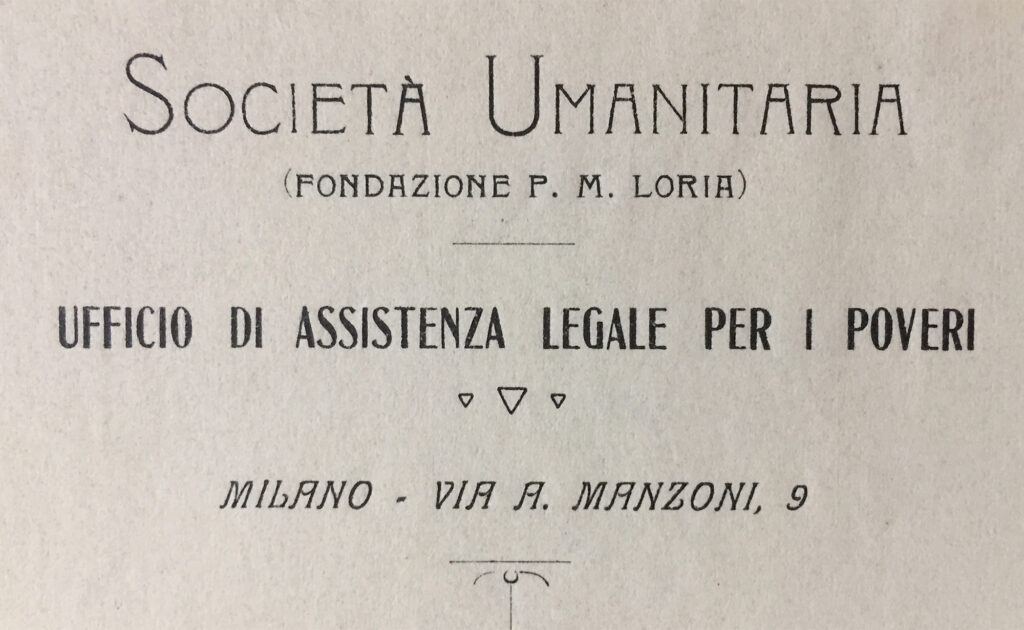 SOCIETÀ UMANITARIA
(FONDAZIONE P. M. LORIA)
UFFICIO DI ASSISTENZA LEGALE PER I POVERI
MILANO - VIA A. MANZONI, 9